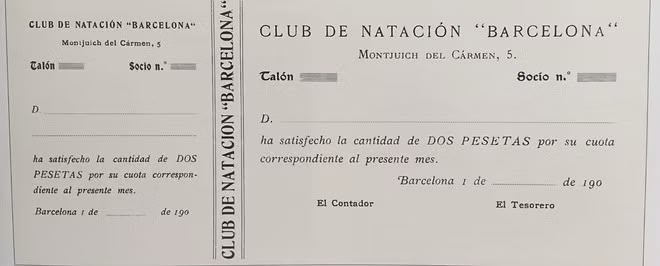 CLUB DE NATACIÓN "BARCELONA"
Montjuich del Cármen, 5
Talón
Socio n.°
D.
ha satisfecho la cantidad de DOS
PESETAS por su cuota correspon-
diente al presente mes.
Barcelona 1 de
de 190
CLUB DE NATACION "BARCELONA"
CLUB DE NATACIÓN "BARCELONA"
Montjuich del Cármen, 5.
Talón
Socio n.°
D.
ha satisfecho la cantidad de DOS PESETAS por su cuota
correspondiente al presente mes.
Barcelona 1 de
de 190
El Contador
El Tesorero